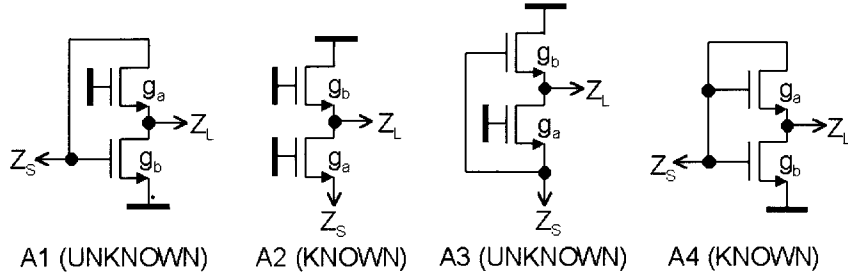 g_b
g_a
g_b
g_a
Z_L
Z_L
Z_L
Z_L
g_b
g_a
g_a
g_b
Z_S
Z_S
Z_S
Z_S
A1 (UNKNOWN) A2 (KNOWN) A3 (UNKNOWN) A4 (KNOWN)